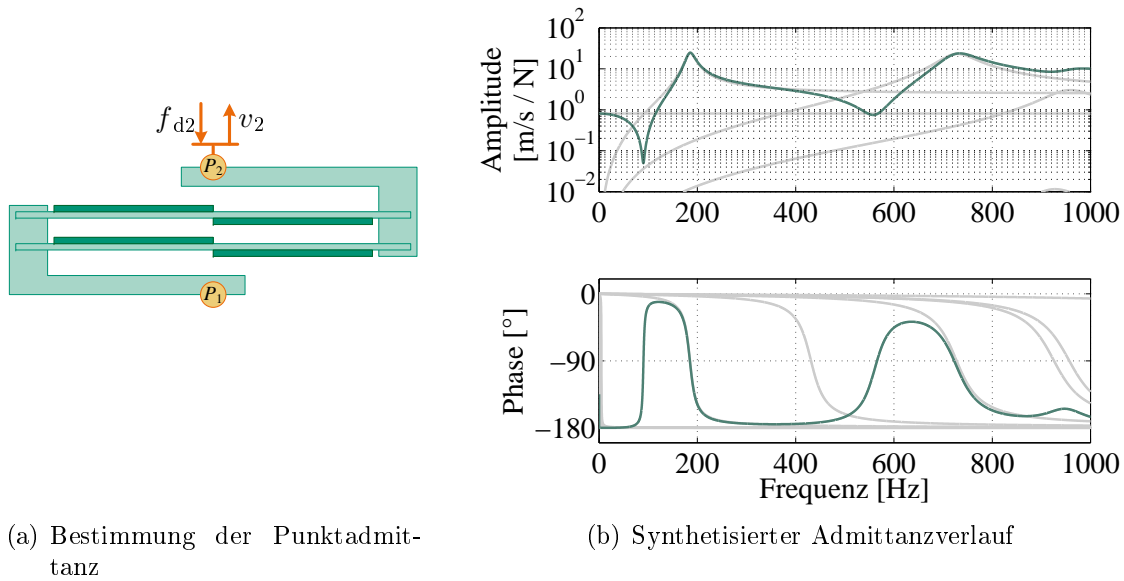 f_d2 v_2
P_2
P_1
Amplitude
[m/s / N]
10^2
10^1
10^0
10^−1
10^−2
0 200 400 600 800 1000
Phase [°]
0
−90
−180
0 200 400 600 800 1000
Frequenz [Hz]
(a) Bestimmung der Punktadmit-
tanz
(b) Synthetisierter Admittanzverlauf